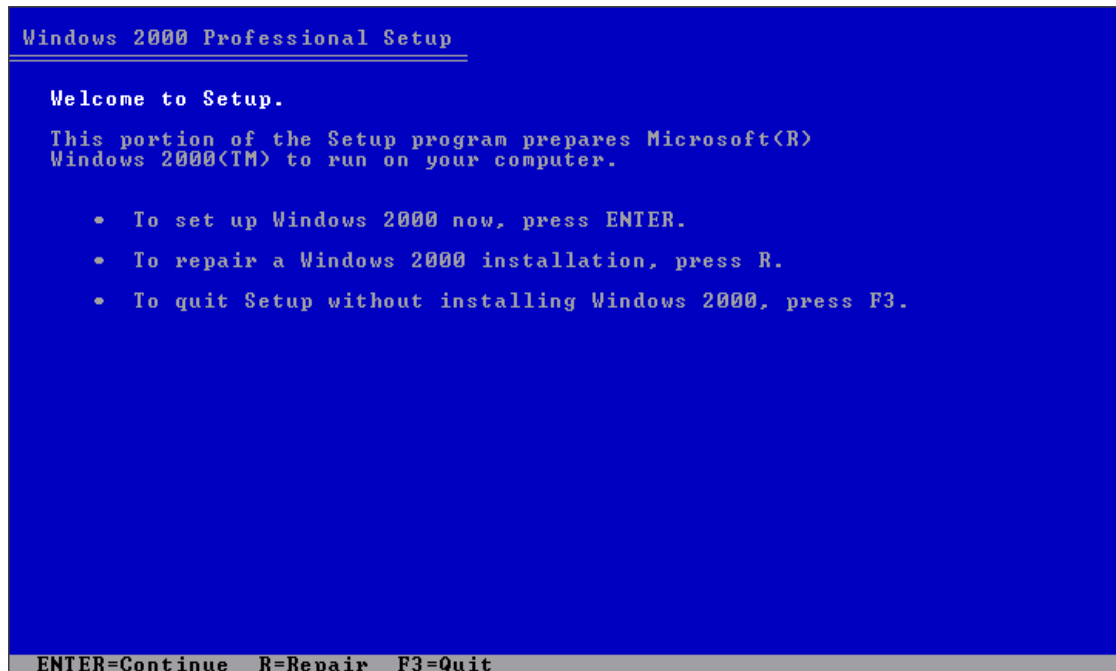 Windows 2000 Professional Setup
Welcome to Setup.
This portion of the Setup program prepares Microsoft(R)
Windows 2000(TM) to run on your computer.
• To set up Windows 2000 now, press ENTER.
• To repair a Windows 2000 installation, press R.
• To quit Setup without installing Windows 2000, press F3.
ENTER=Continue R=Repair F3=Quit